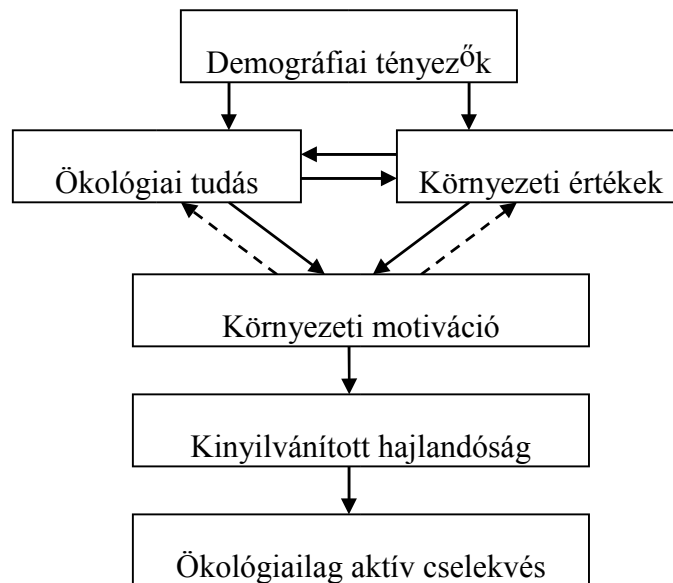 Demográfiai tényezők
Ökológiai tudás
Környezeti értékek
Környezeti motiváció
Kinyilvánított hajlandóság
Ökológiailag aktív cselekvés